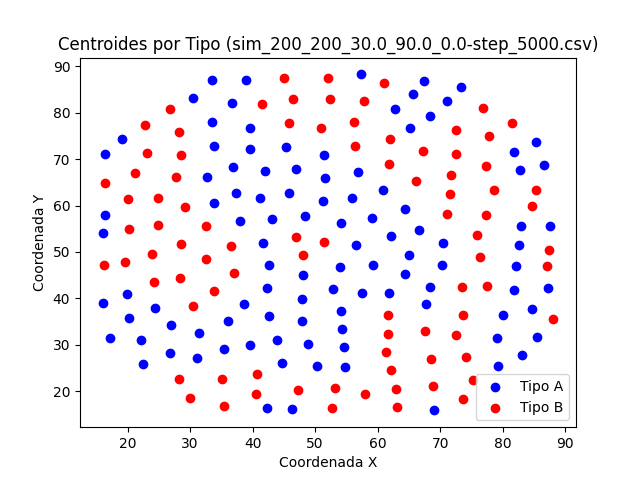 Centroides por Tipo (sim_200_200_30.0_90.0_0.0-step_5000.csv)
90
80
70
60
50
40
30
20
Coordenada Y
Tipo A
Tipo B
20 30 40 50 60 70 80 90
Coordenada X